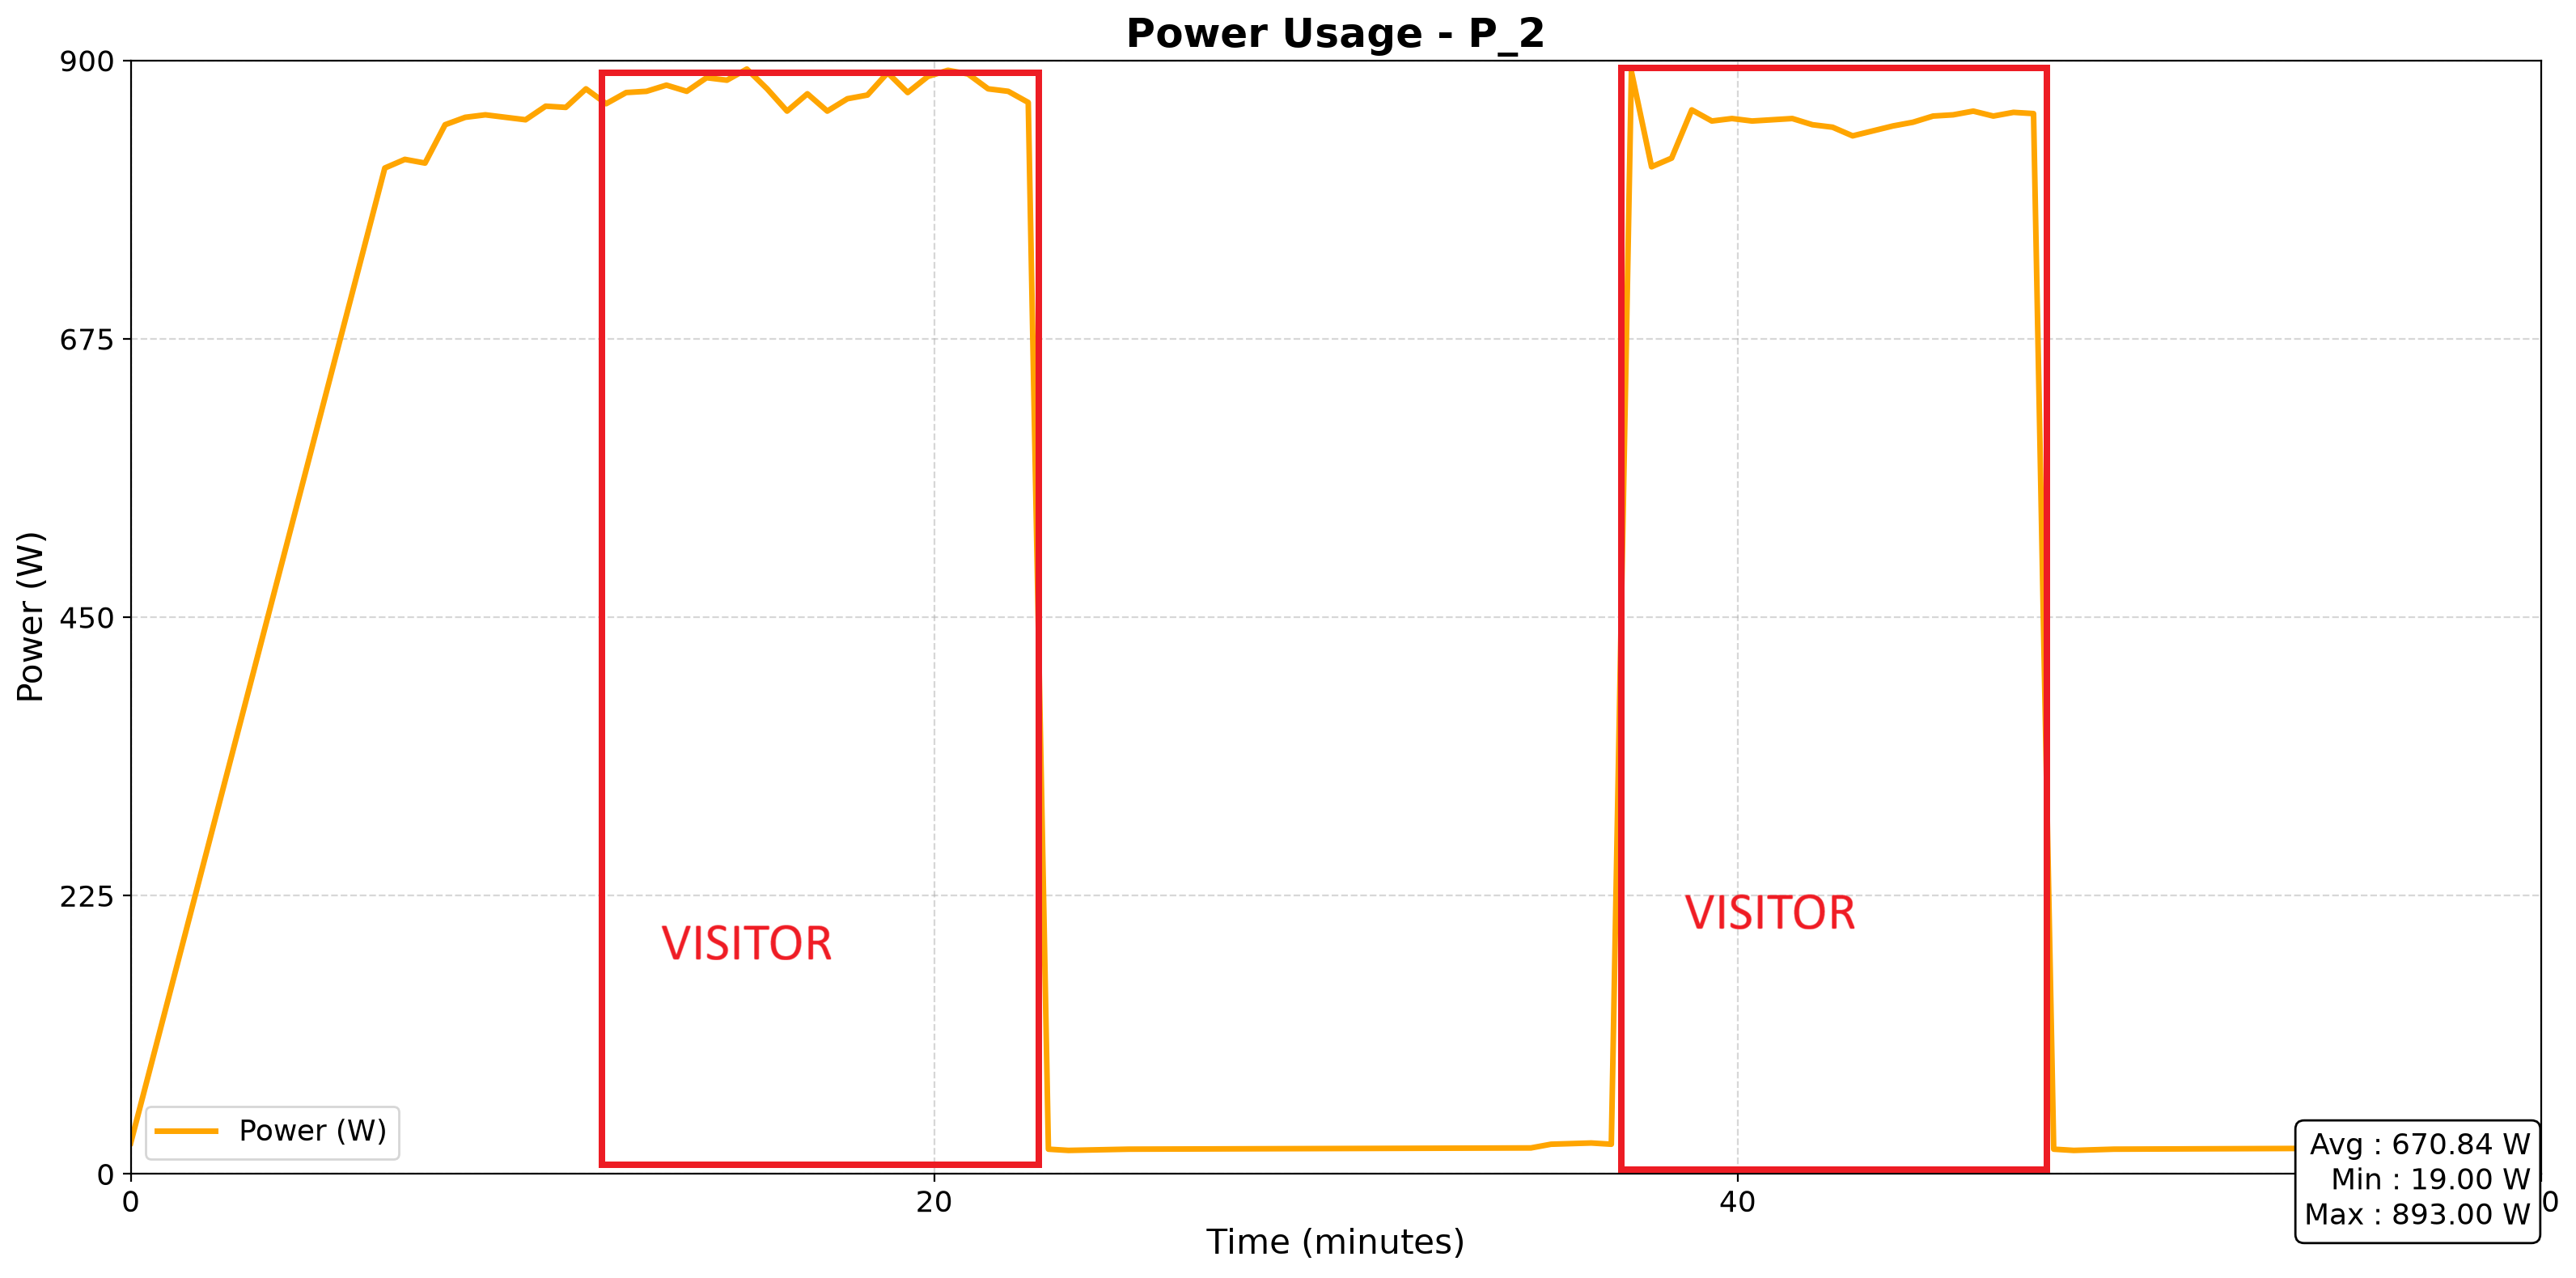 Power Usage - P_2
900
675
450
225
0
Power (W)
VISITOR
VISITOR
Power (W)
Avg : 670.84 W
Min : 19.00 W
Max : 893.00 W
0
20
40
0
Time (minutes)